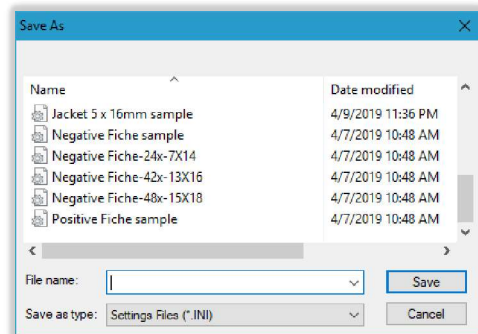 Save As
Name Date modified
Jacket 5 x 16mm sample 4/9/2019 11:36 PM
Negative Fiche sample 4/7/2019 10:48 AM
Negative Fiche-24x-7X14 4/7/2019 10:48 AM
Negative Fiche-42x-13X16 4/7/2019 10:48 AM
Negative Fiche-48x-15X18 4/7/2019 10:48 AM
Positive Fiche sample 4/7/2019 10:48 AM
File name: Save
Save as type: Settings Files (*.INI) Cancel